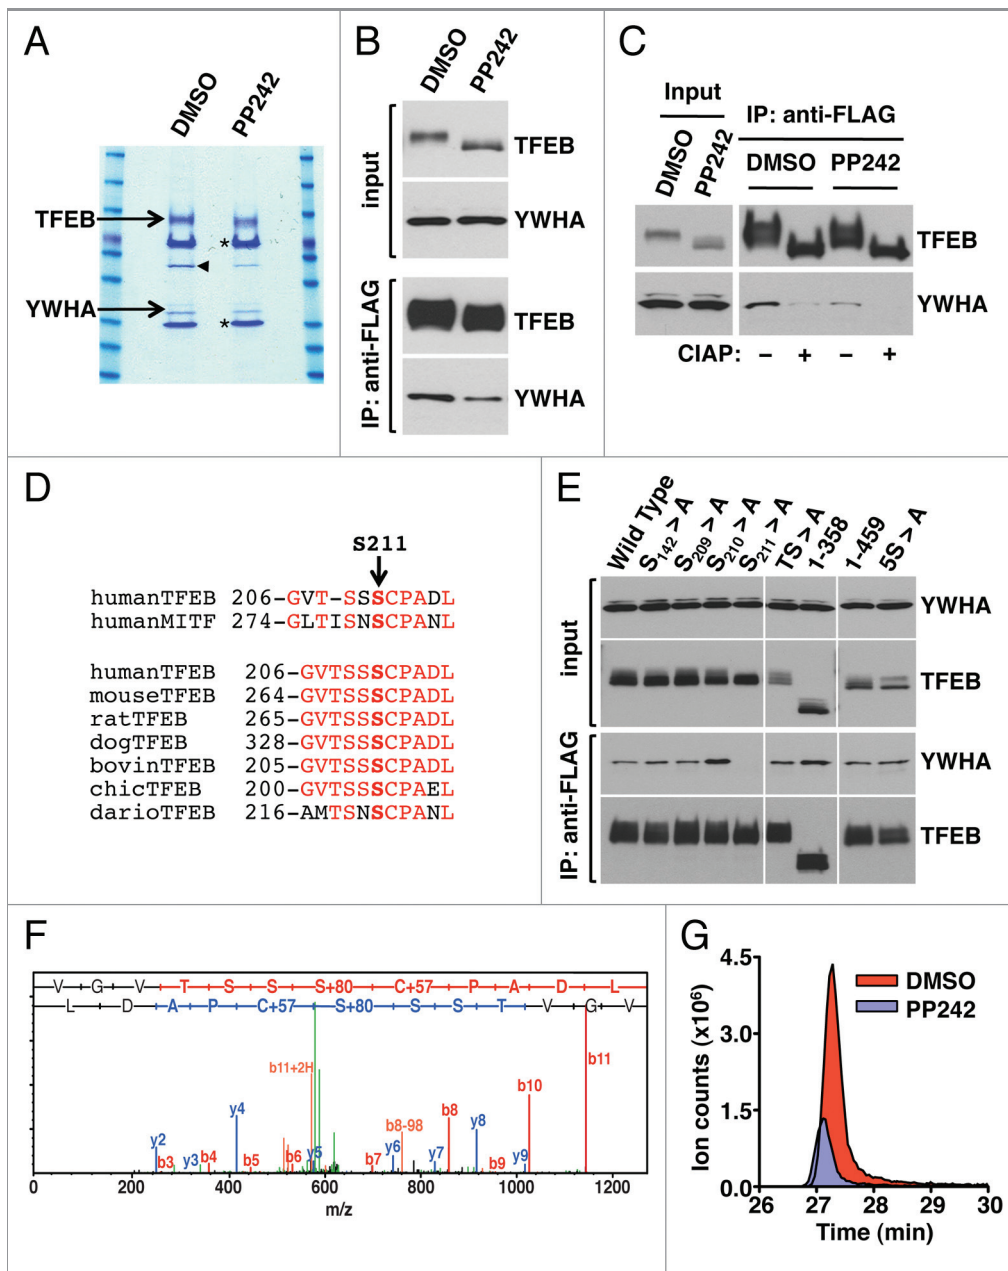 A
DMSO
PP242
TFEB
*
YWHA
*
B
DMSO
PP242
input
TFEB
YWHA
IP: anti-FLAG
TFEB
YWHA
C
Input
IP: anti-FLAG
DMSO
PP242
DMSO
PP242
TFEB
YWHA
CIAP: – + – +
D
S211
humanTFEB 206-GVT-SSSCPADL
humanMITF 274-GLTISNSCPANL
humanTFEB 206-GVTSSSCPADL
mouseTFEB 264-GVTSSSCPADL
ratTFEB 265-GVTSSSCPADL
dogTFEB 328-GVTSSSCPADL
bovinTFEB 205-GVTSSSCPADL
chicTFEB 200-GVTSSSCPAEL
darioTFEB 216-AMTSNSCPANL
E
Wild Type
S142 > A
S209 > A
S210 > A
S211 > A
TS > A
1-358
1-459
5S > A
input
YWHA
TFEB
IP: anti-FLAG
YWHA
TFEB
F
V G V T S S S+80 C+57 P A D L
L D A P C+57 S+80 S S T V G V
b11+2H
b11
b10
y4
b8-98
b8
y8
y2
b3
y3
b4
b5
b6
y5
b7
y6
y7
b9
y9
0 200 400 600 800 1000 1200
m/z
G
4.5
3.0
1.5
0.0
Ion counts (x10⁶)
DMSO
PP242
26 27 28 29 30
Time (min)